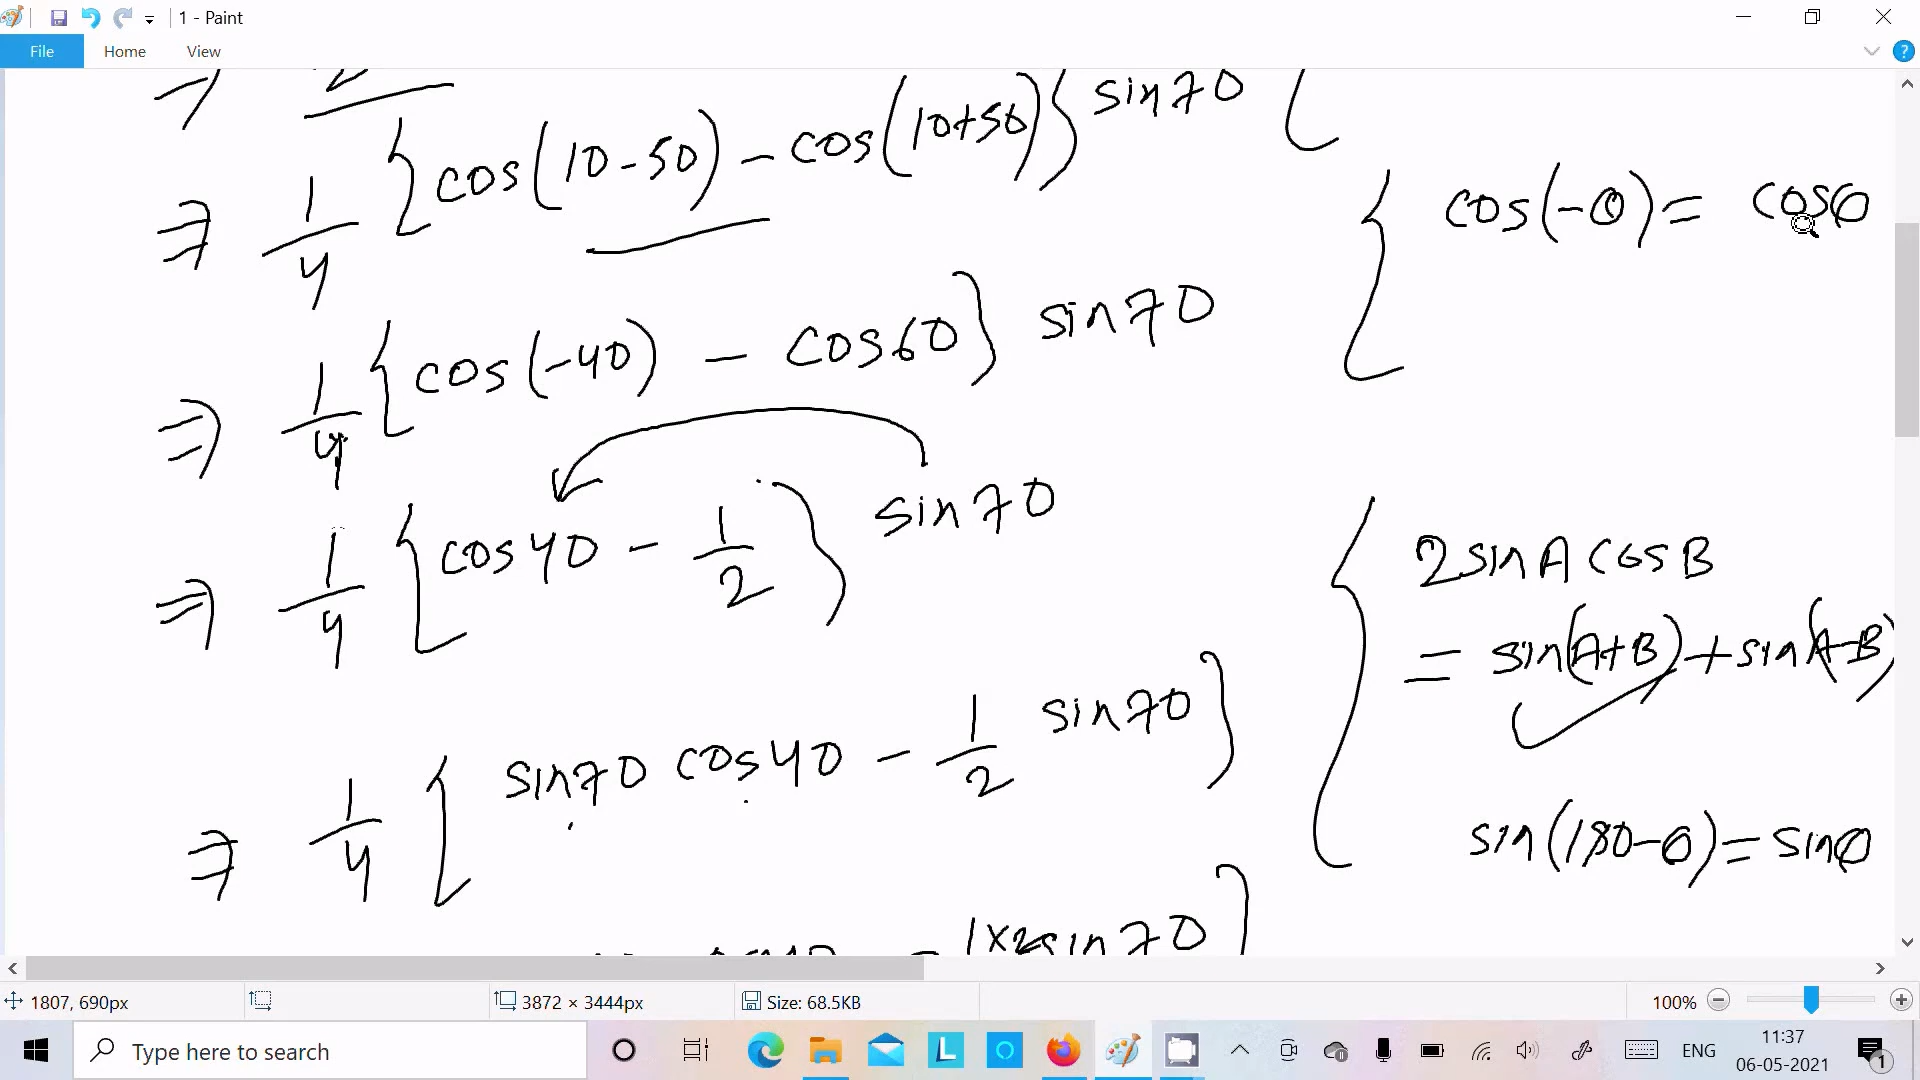 1 - Paint
File Home View
⇒ 1/4 {cos(10-50) - cos(10+50)} sin70
cos(-θ) = cosθ
⇒ 1/4 {cos(-40) - cos60} sin70
⇒ 1/4 {cos40 - 1/2} sin70
2 sinA cosB
= sin(A+B) + sin(A-B)
⇒ 1/4 { sin70 cos40 - 1/2 sin70 }
sin(180-θ) = sinθ
- 1×2sin70 }
1807, 690px 3872 × 3444px Size: 68.5KB 100%
Type here to search ENG 11:37
06-05-2021 1